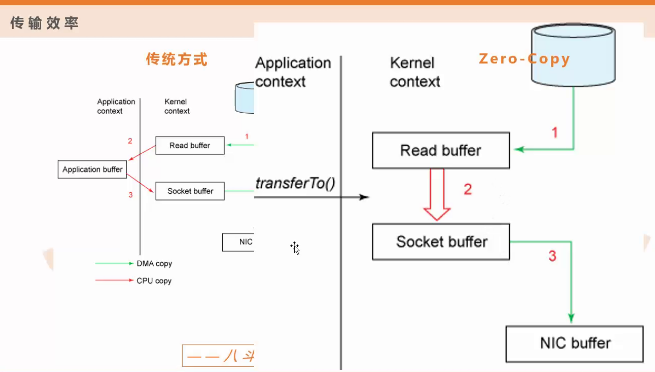 传输效率
传统方式
Application
context
Kernel
context
1
2
Read buffer
Application buffer
3
Socket buffer
NIC
DMA copy
CPU copy
——八斗
Application
context
Kernel
context
Zero-Copy
1
Read buffer
transferTo()
2
Socket buffer
3
NIC buffer